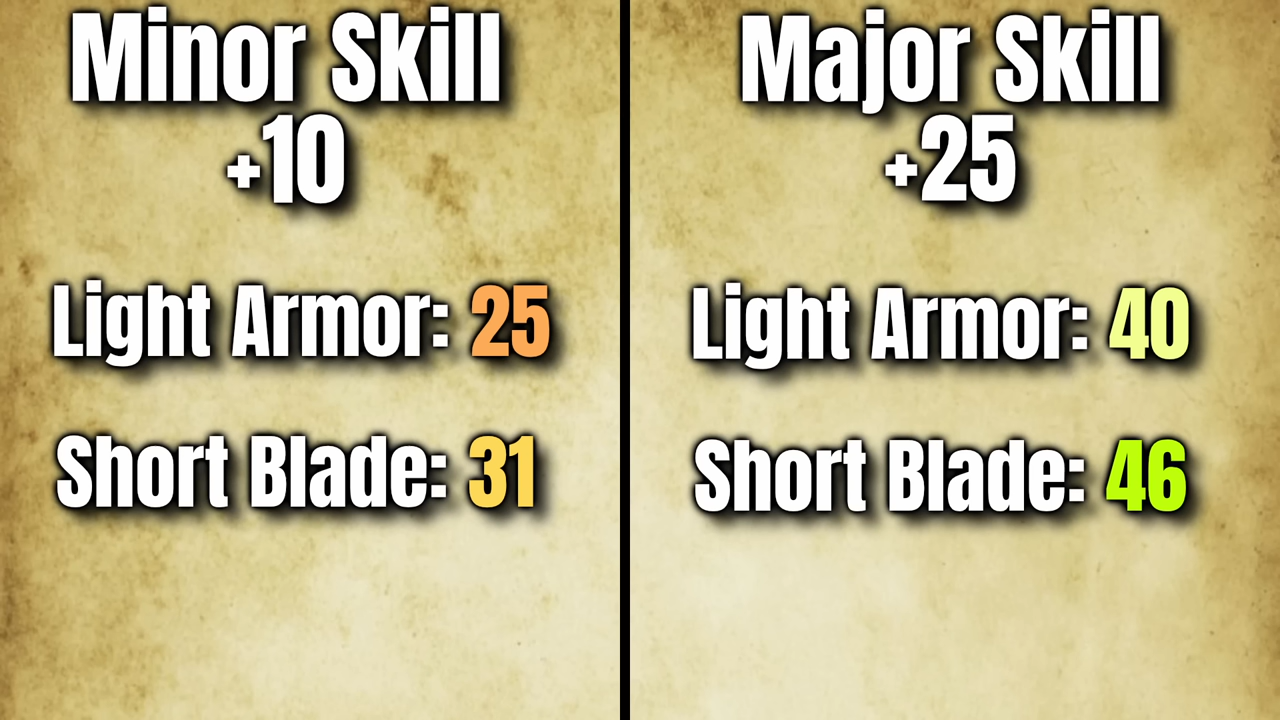 Minor Skill
+10
Light Armor: 25
Short Blade: 31
Major Skill
+25
Light Armor: 40
Short Blade: 46